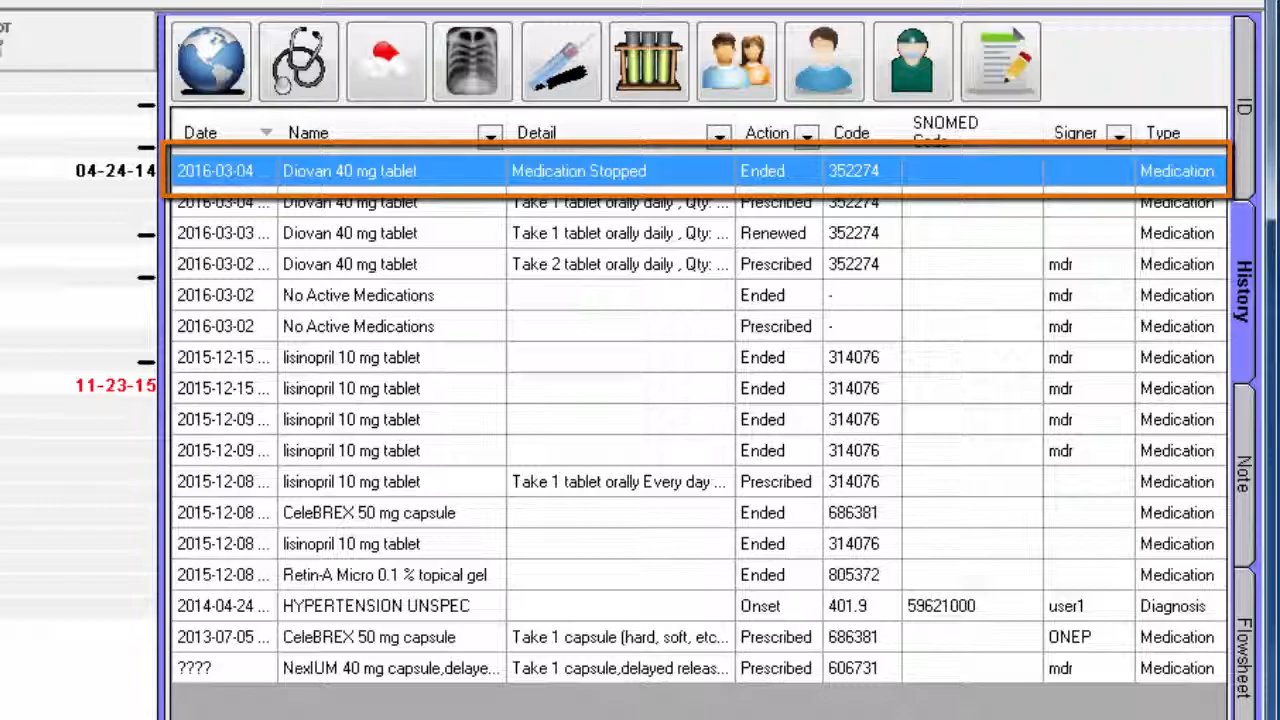 ID
Date Name Detail Action Code SNOMED Signer Type
04-24-14 2016-03-04 Diovan 40 mg tablet Medication Stopped Ended 352274 Medication
2016-03-04 ... Diovan 40 mg tablet Take 1 tablet orally daily , Qty: ... Prescribed 352274 Medication
2016-03-03 ... Diovan 40 mg tablet Take 1 tablet orally daily , Qty: ... Renewed 352274 Medication
2016-03-02 ... Diovan 40 mg tablet Take 2 tablet orally daily , Qty: ... Prescribed 352274 mdr Medication
History
2016-03-02 No Active Medications Ended - mdr Medication
2016-03-02 No Active Medications Prescribed - mdr Medication
2015-12-15 ... lisinopril 10 mg tablet Ended 314076 mdr Medication
11-23-15 2015-12-15 ... lisinopril 10 mg tablet Ended 314076 mdr Medication
2015-12-09 ... lisinopril 10 mg tablet Ended 314076 mdr Medication
2015-12-09 ... lisinopril 10 mg tablet Ended 314076 mdr Medication
Note
2015-12-08 ... lisinopril 10 mg tablet Take 1 tablet orally Every day ... Prescribed 314076 Medication
2015-12-08 ... CeleBREX 50 mg capsule Ended 686381 Medication
2015-12-08 ... lisinopril 10 mg tablet Ended 314076 Medication
2015-12-08 ... Retin-A Micro 0.1 % topical gel Ended 805372 Medication
2014-04-24 ... HYPERTENSION UNSPEC Onset 401.9 59621000 user1 Diagnosis
2013-07-05 ... CeleBREX 50 mg capsule Take 1 capsule (hard, soft, etc... Prescribed 686381 ONEP Medication
Flowsheet
???? NexIUM 40 mg capsule,delaye... Take 1 capsule,delayed releas... Prescribed 606731 mdr Medication